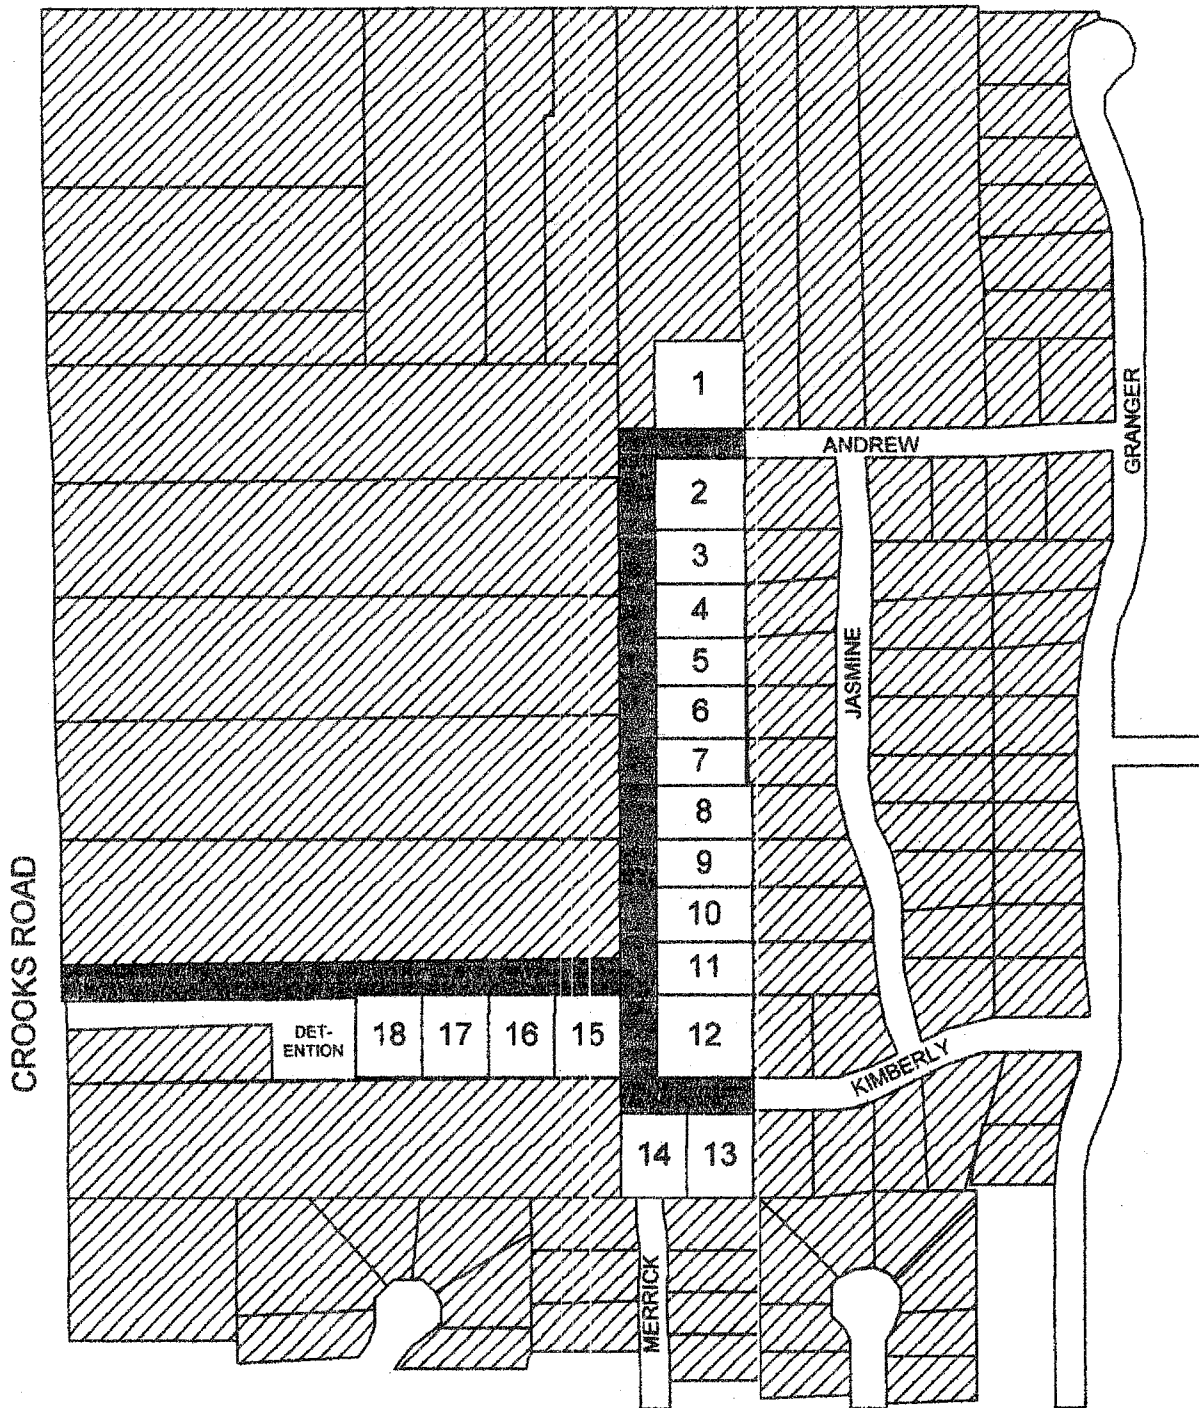 1
ANDREW
GRANGER
2
3
4
JASMINE
5
6
7
8
9
10
11
CROOKS ROAD
DET-
ENTION
18
17
16
15
12
KIMBERLY
14
13
MERRICK